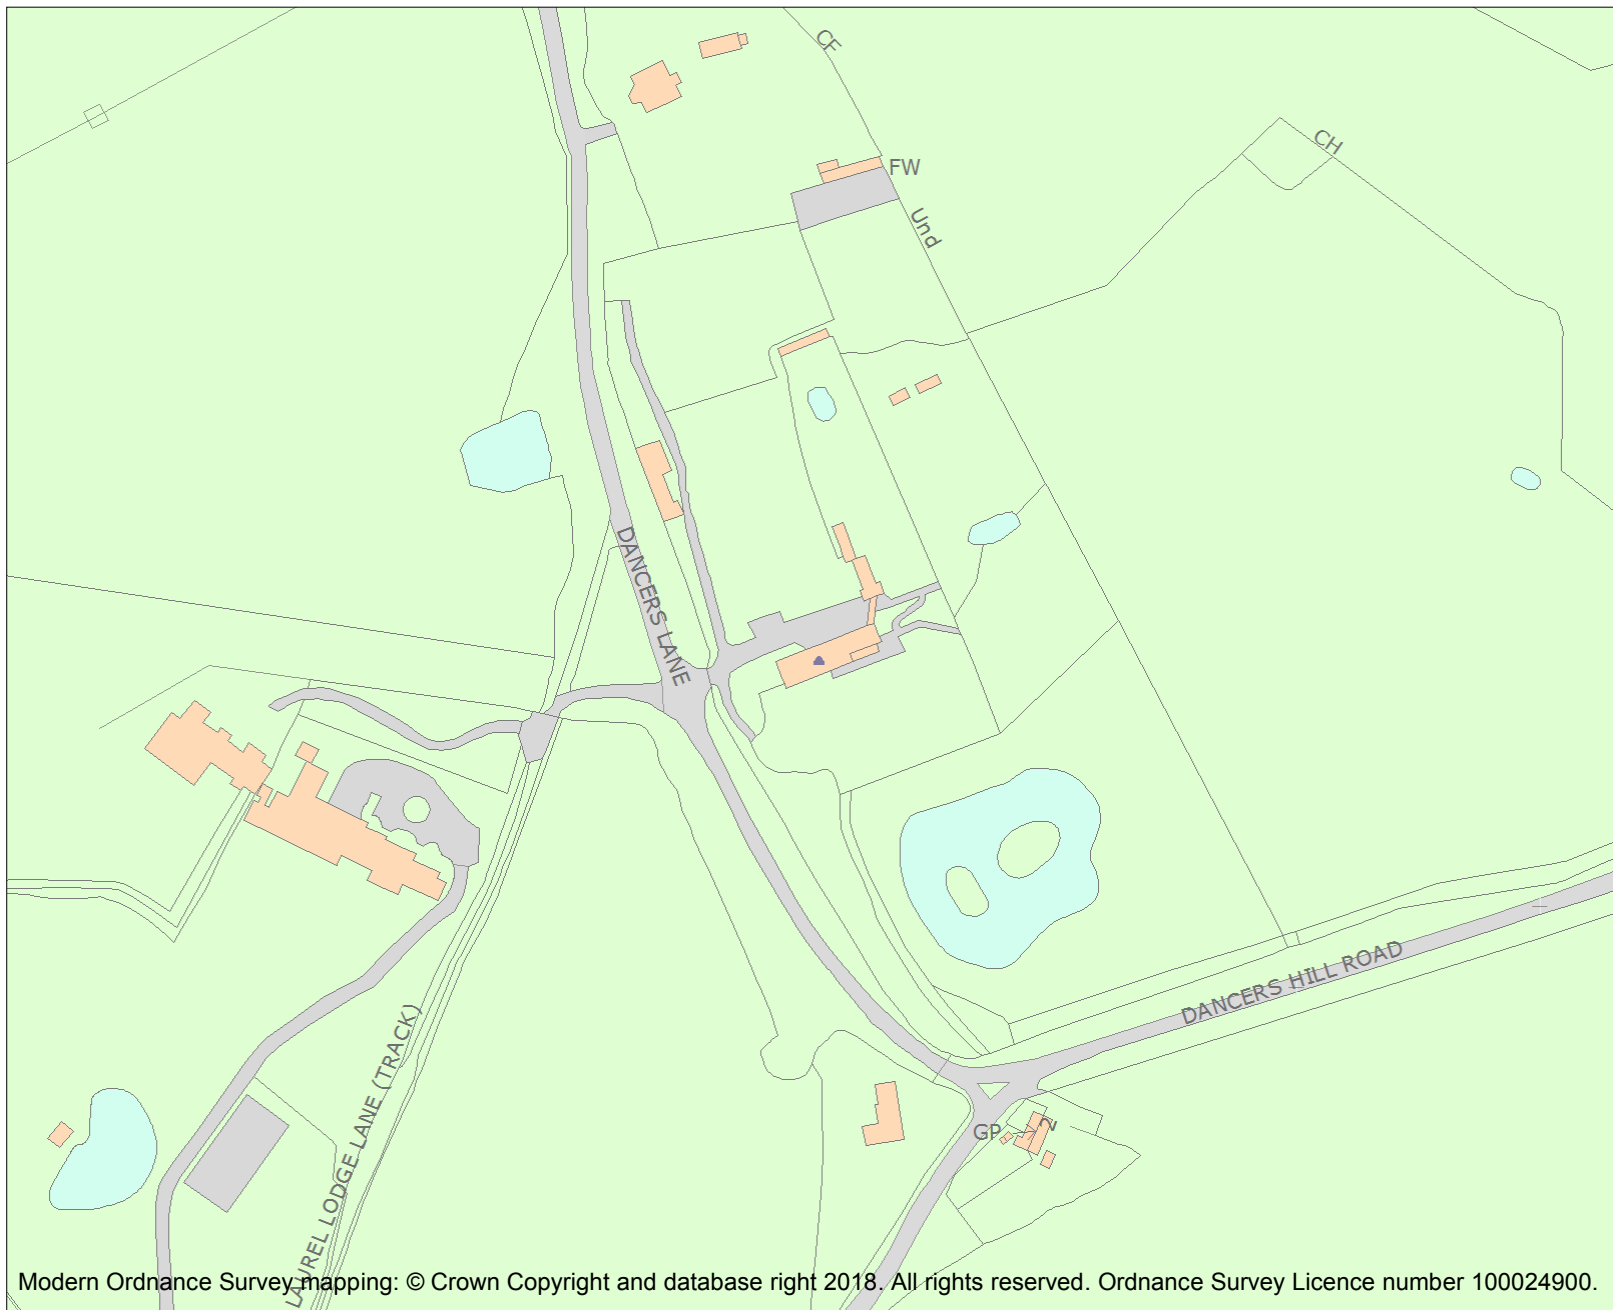 CF
CH
FW
Und
DANCERS LANE
DANCERS HILL ROAD
LAUREL LODGE LANE (TRACK)
GP
2
Modern Ordnance Survey mapping: © Crown Copyright and database right 2018. All rights reserved. Ordnance Survey Licence number 100024900.